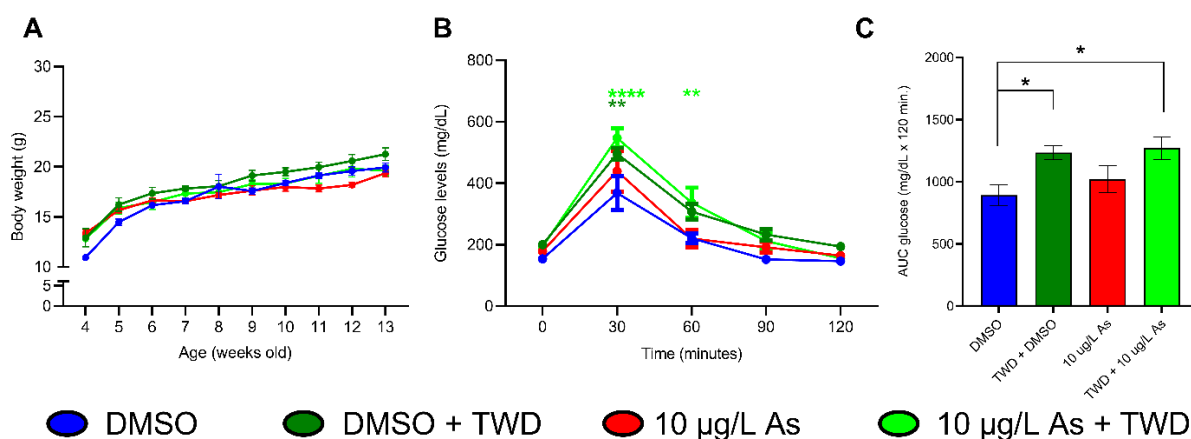 A
Body weight (g)
30
25
20
15
10
5
0
4 5 6 7 8 9 10 11 12 13
Age (weeks old)
B
Glucose levels (mg/dL)
800
600
400
200
0
****
**
**
0 30 60 90 120
Time (minutes)
C
AUC glucose (mg/dL x 120 min.)
2000
1500
1000
500
0
*
*
DMSO
TWD + DMSO
10 ug/L As
TWD + 10 ug/L As
DMSO DMSO + TWD 10 µg/L As 10 µg/L As + TWD